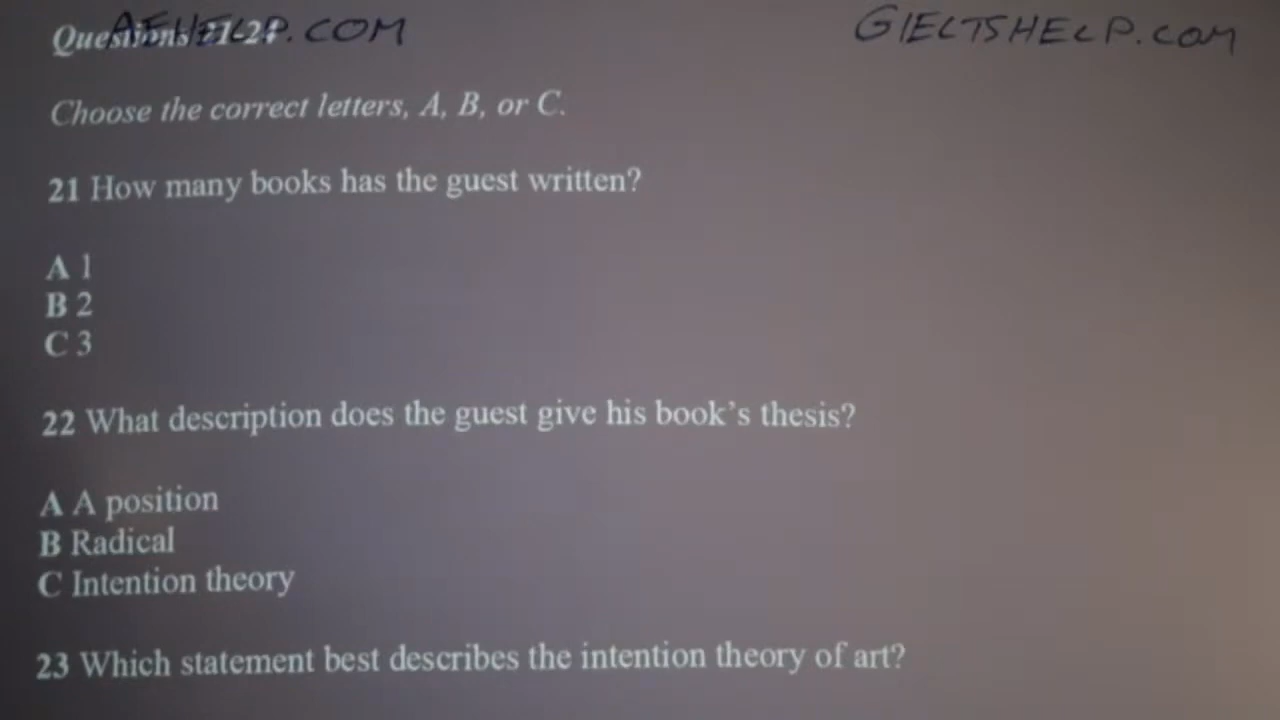 Questions 21-24
AEHELP.COM
GIELTSHELP.COM
Choose the correct letters, A, B, or C.
21 How many books has the guest written?
A 1
B 2
C 3
22 What description does the guest give his book's thesis?
A A position
B Radical
C Intention theory
23 Which statement best describes the intention theory of art?